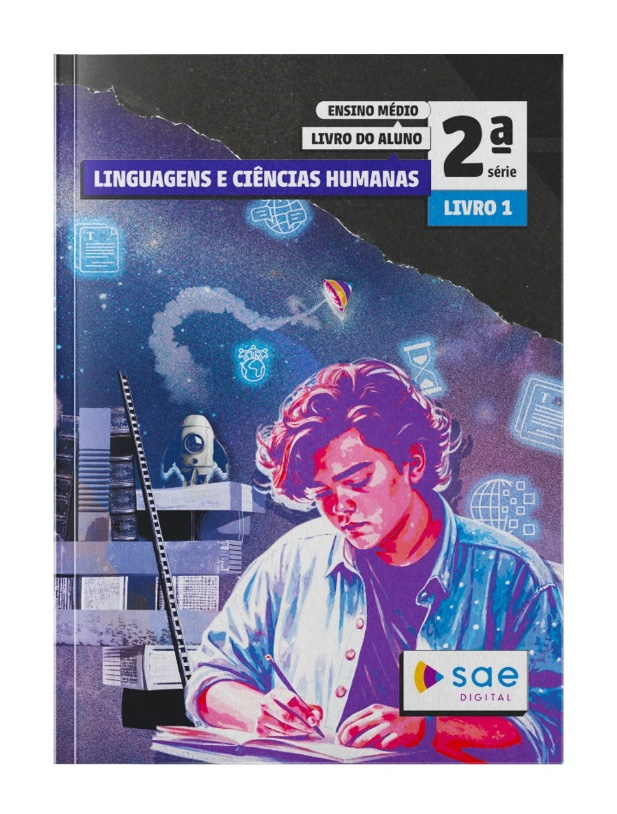 ENSINO MÉDIO
LIVRO DO ALUNO
2ª
série
LINGUAGENS E CIÊNCIAS HUMANAS
LIVRO 1
T
sae
DIGITAL